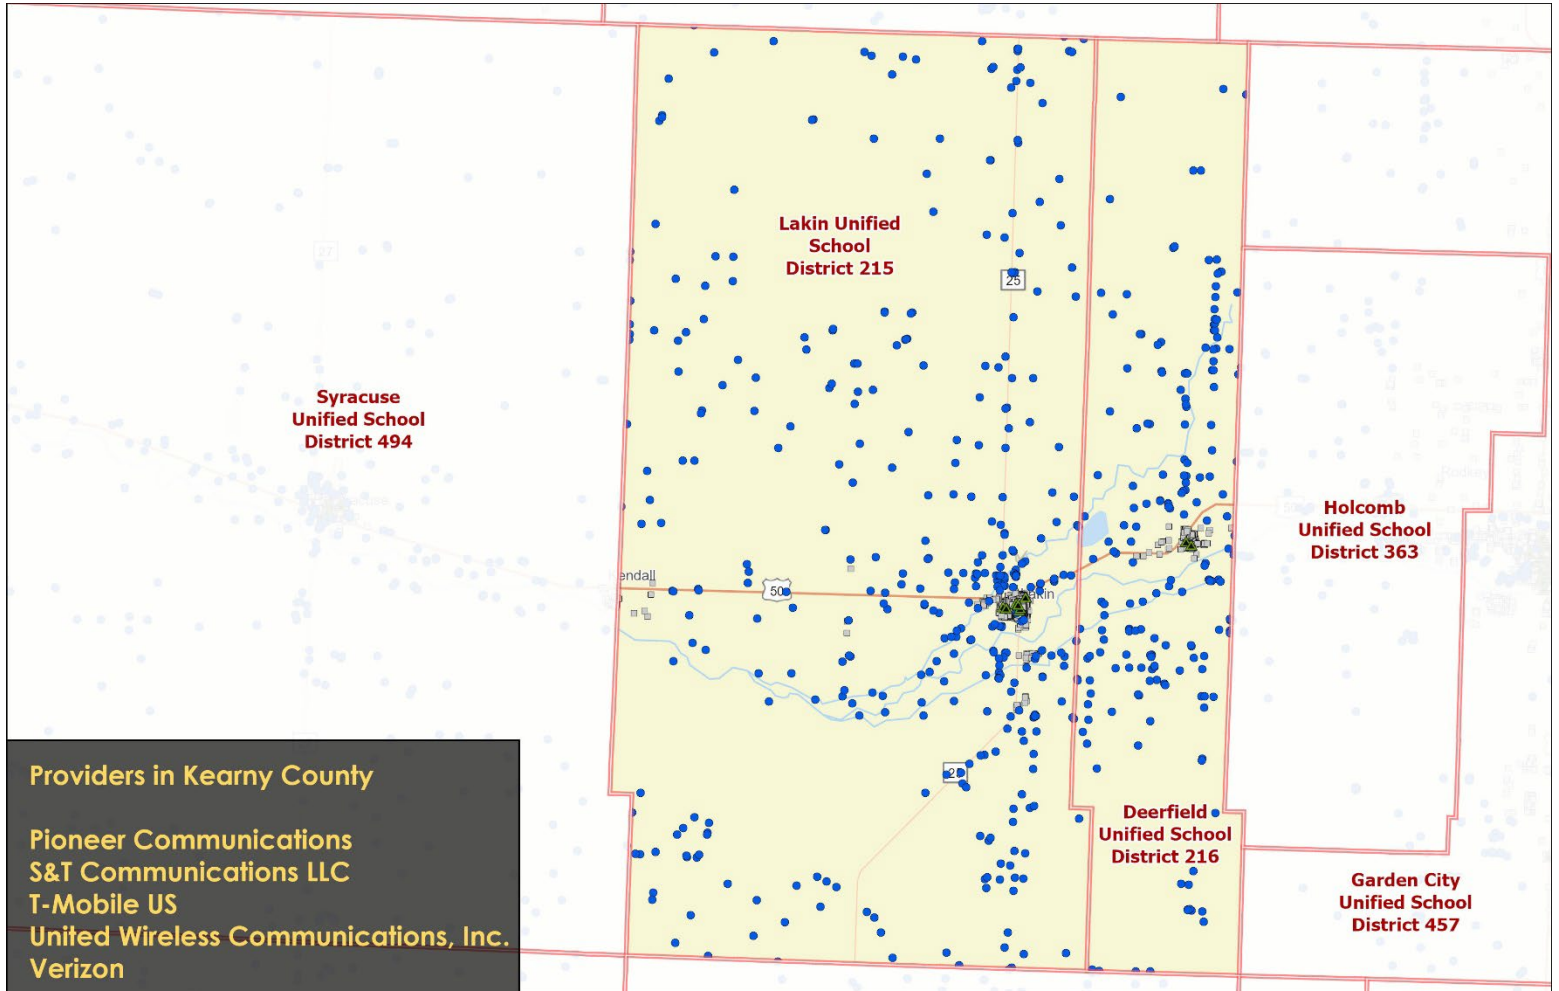 Lakin Unified
School
District 215
27
25
Syracuse
Unified School
District 494
Holcomb
Unified School
District 363
endall
50
Deerfield
Unified School
District 216
Garden City
Unified School
District 457
Providers in Kearny County
Pioneer Communications
S&T Communications LLC
T-Mobile US
United Wireless Communications, Inc.
Verizon